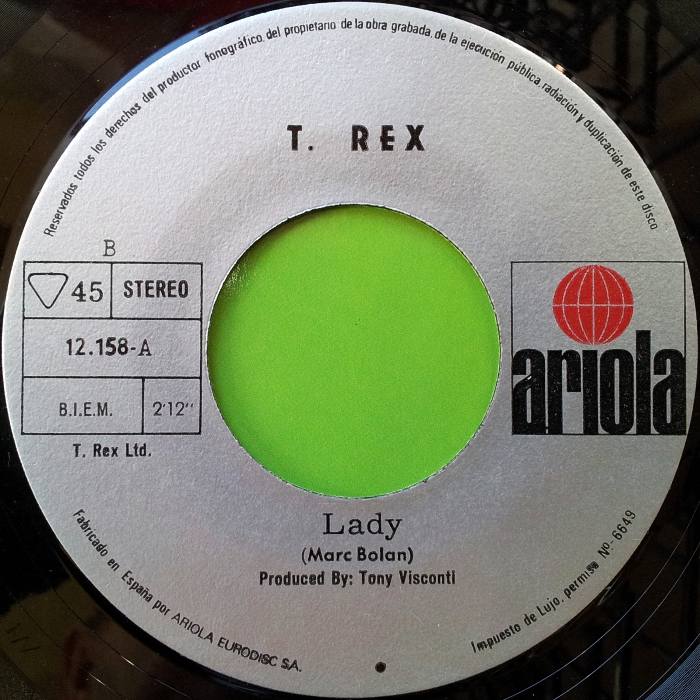 Reservados todos los derechos del productor fonográfico, del propietario de la obra grabada, de la ejecución pública, radiación y duplicación de este disco
T. REX
B
45 STEREO
12.158-A
B.I.E.M. 2'12''
T. Rex Ltd.
ariola
Lady
(Marc Bolan)
Produced By: Tony Visconti
Fabricado en España por ARIOLA EURODISC S.A.
Impuesto de Lujo, permiso Nº 6649